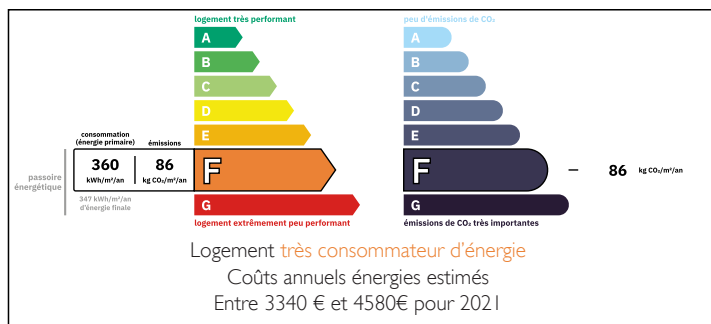 logement très performant
A
B
C
D
E
consommation
(énergie primaire)
émissions
360
kWh/m²/an
86
kg CO₂/m²/an
F
passoire
énergétique
347 kWh/m²/an
d'énergie finale
G
logement extrêmement peu performant
peu d'émissions de CO₂
A
B
C
D
E
F
86 kg CO₂/m²/an
G
émissions de CO₂ très importantes
Logement très consommateur d'énergie
Coûts annuels énergies estimés
Entre 3340 € et 4580€ pour 2021